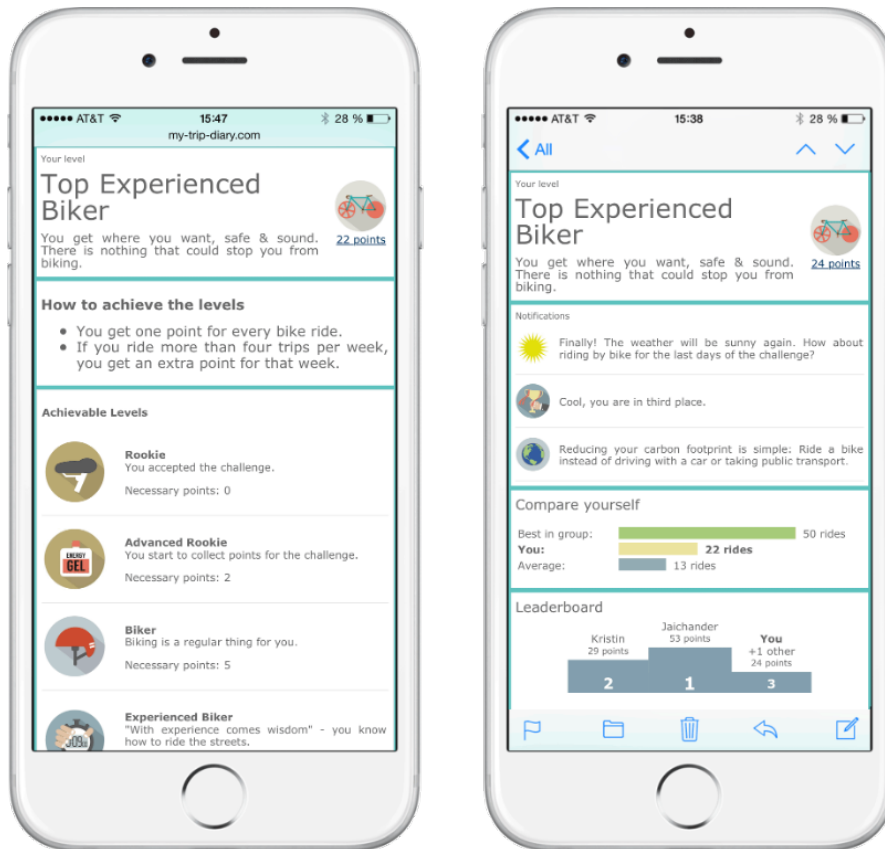 AT&T 15:47 28 %
my-trip-diary.com
Your level
Top Experienced
Biker
You get where you want, safe & sound.
There is nothing that could stop you from
biking.
22 points
How to achieve the levels
• You get one point for every bike ride.
• If you ride more than four trips per week,
you get an extra point for that week.
Achievable Levels
Rookie
You accepted the challenge.
Necessary points: 0
ENERGY
GEL
Advanced Rookie
You start to collect points for the challenge.
Necessary points: 2
Biker
Biking is a regular thing for you.
Necessary points: 5
Experienced Biker
"With experience comes wisdom" - you know
how to ride the streets.
AT&T 15:38 28 %
All
Your level
Top Experienced
Biker
You get where you want, safe & sound.
There is nothing that could stop you from
biking.
24 points
Notifications
Finally! The weather will be sunny again. How about
riding by bike for the last days of the challenge?
Cool, you are in third place.
Reducing your carbon footprint is simple: Ride a bike
instead of driving with a car or taking public transport.
Compare yourself
Best in group: 50 rides
You: 22 rides
Average: 13 rides
Leaderboard
Kristin
29 points
2
Jaichander
53 points
1
You
+1 other
24 points
3